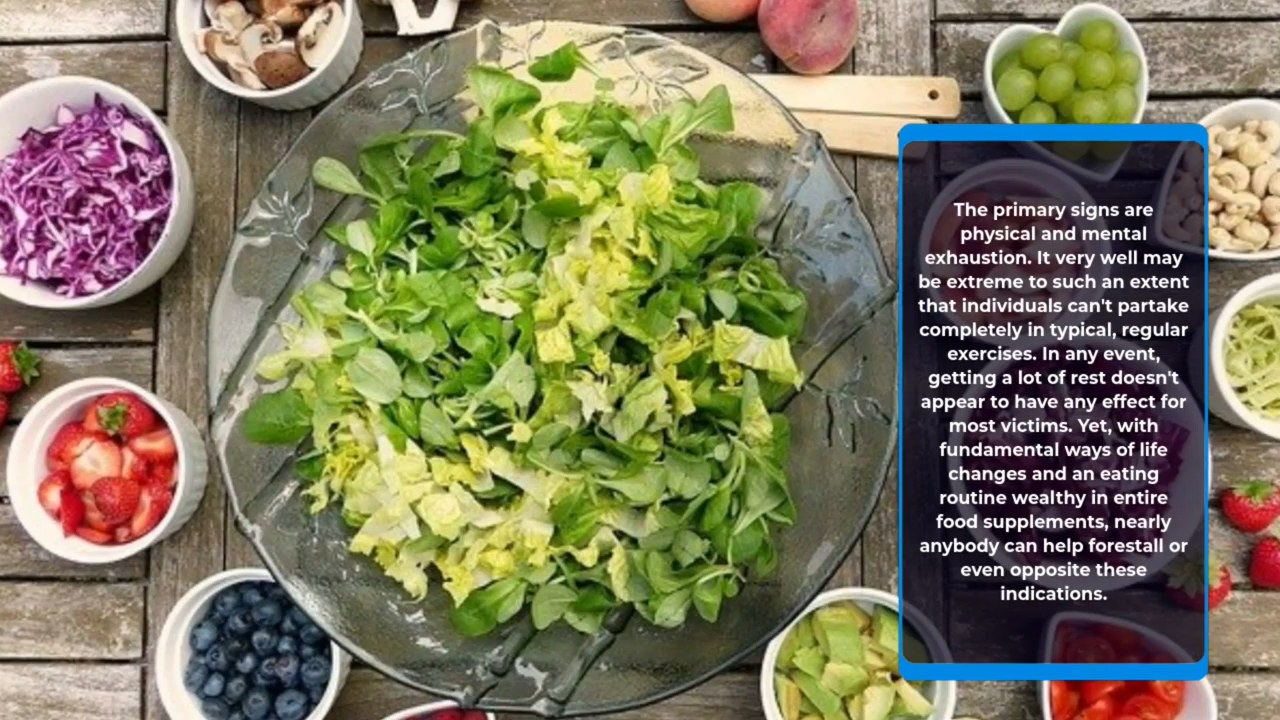 The primary signs are
physical and mental
exhaustion. It very well may
be extreme to such an extent
that individuals can't partake
completely in typical, regular
exercises. In any event,
getting a lot of rest doesn't
appear to have any effect for
most victims. Yet, with
fundamental ways of life
changes and an eating
routine wealthy in entire
food supplements, nearly
anybody can help forestall or
even opposite these
indications.